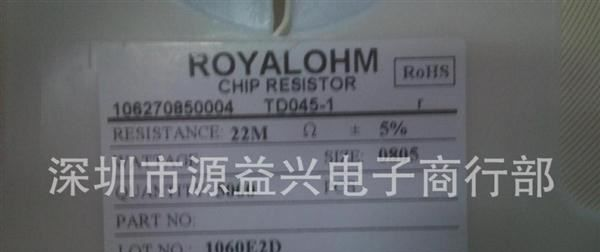 ROYALOHM
CHIP RESISTOR
RoHS
106270850004 TD045-1 r
RESISTANCE: 22M Ω ± 5%
SIZE: 0805
深圳市源益兴电子商行部
QUANTITY:
PART NO:
LOT NO: 1060E2D